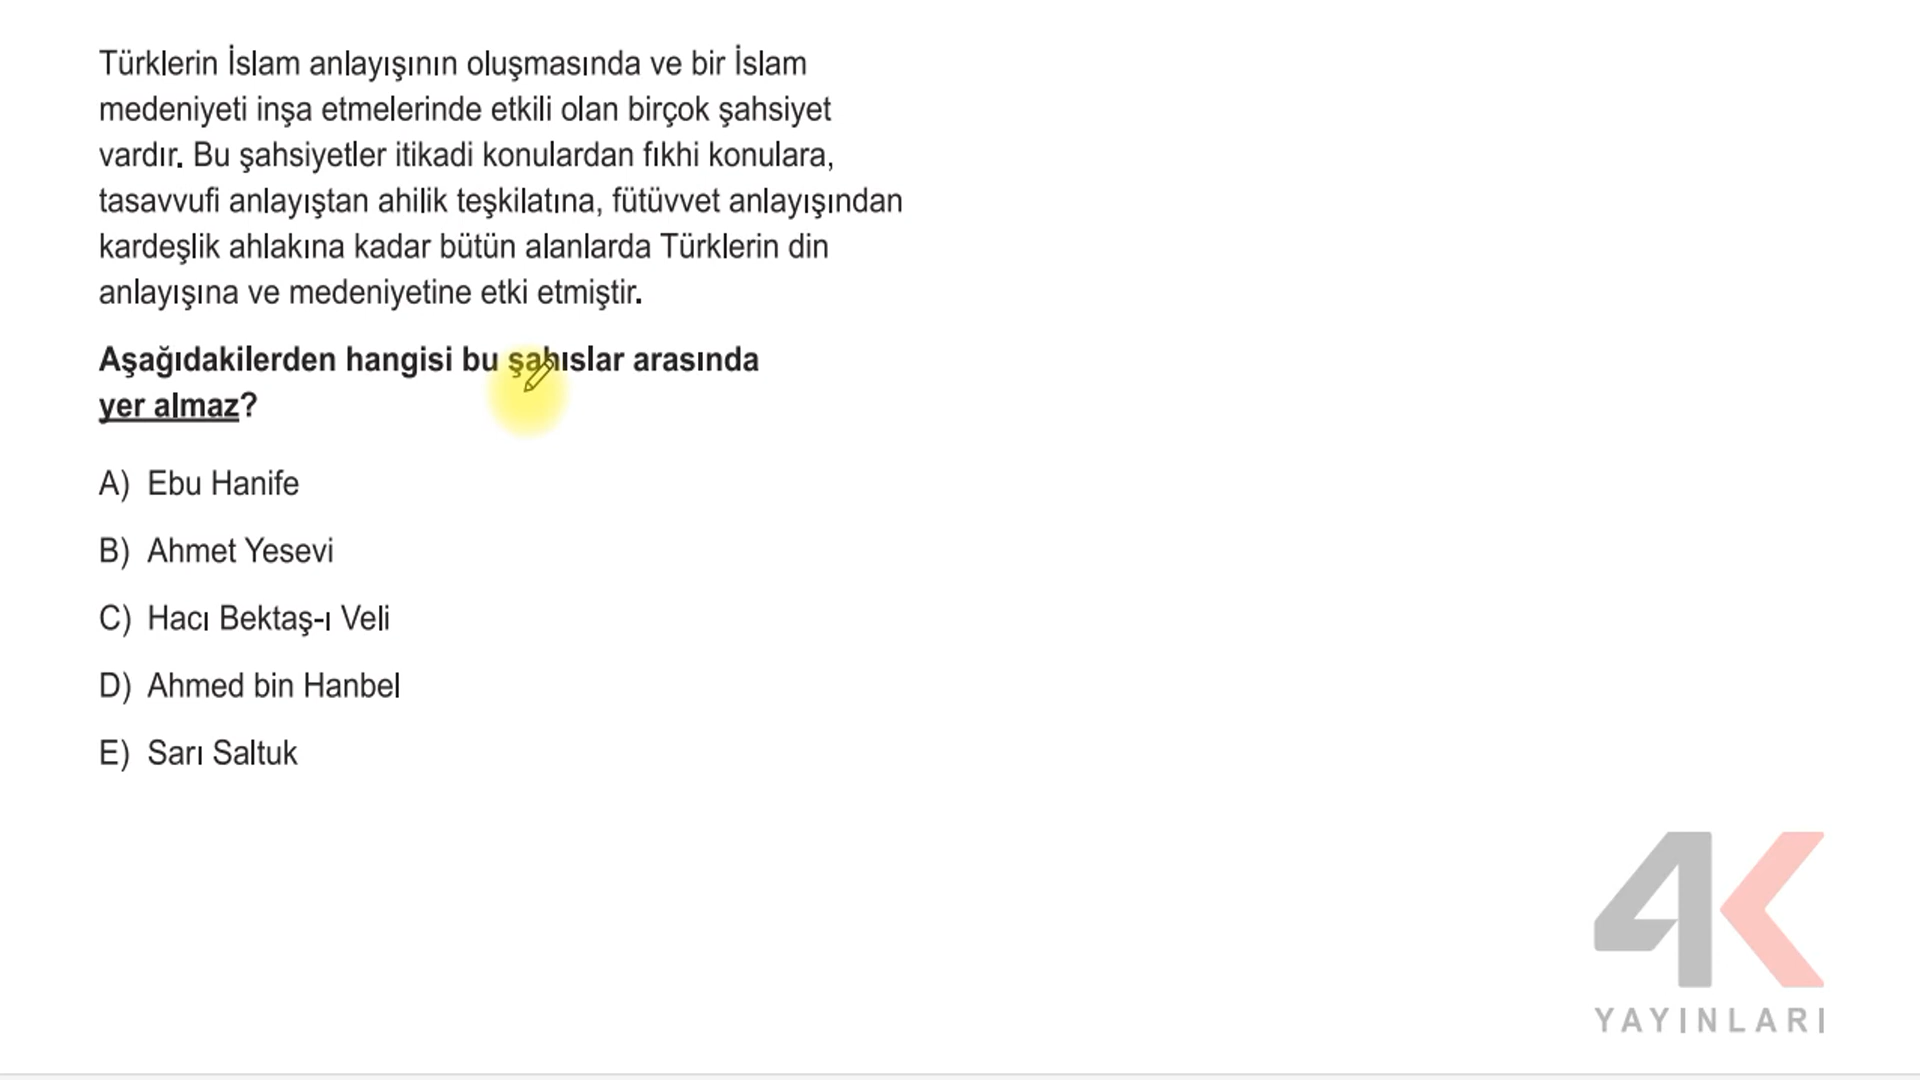 Türklerin İslam anlayışının oluşmasında ve bir İslam
medeniyeti inşa etmelerinde etkili olan birçok şahsiyet
vardır. Bu şahsiyetler itikadi konulardan fıkhi konulara,
tasavvufi anlayıştan ahilik teşkilatına, fütüvvet anlayışından
kardeşlik ahlakına kadar bütün alanlarda Türklerin din
anlayışına ve medeniyetine etki etmiştir.
Aşağıdakilerden hangisi bu şahıslar arasında
yer almaz?
A) Ebu Hanife
B) Ahmet Yesevi
C) Hacı Bektaş-ı Veli
D) Ahmed bin Hanbel
E) Sarı Saltuk
4K
YAYINLARI